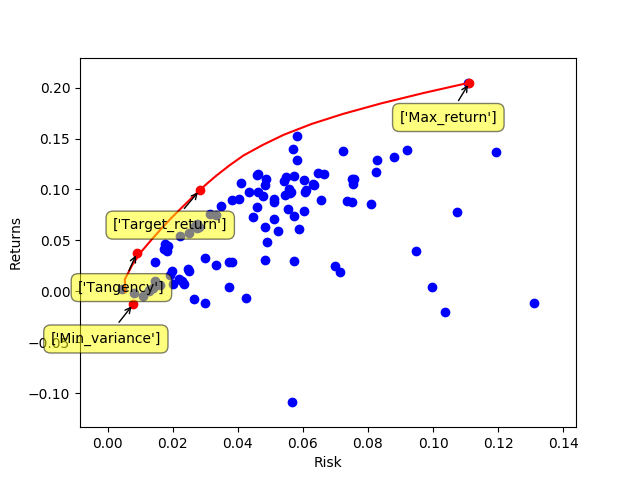 0.20
['Max_return']
0.15
0.10
['Target_return']
0.05
Returns
['Tangency']
0.00
['Min_variance']
−0.05
−0.10
0.00 0.02 0.04 0.06 0.08 0.10 0.12 0.14
Risk